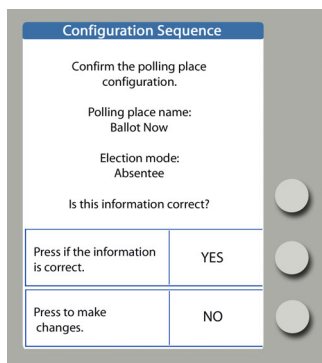 Configuration Sequence
Confirm the polling place
configuration.
Polling place name:
Ballot Now
Election mode:
Absentee
Is this information correct?
Press if the information
is correct.
YES
Press to make
changes.
NO